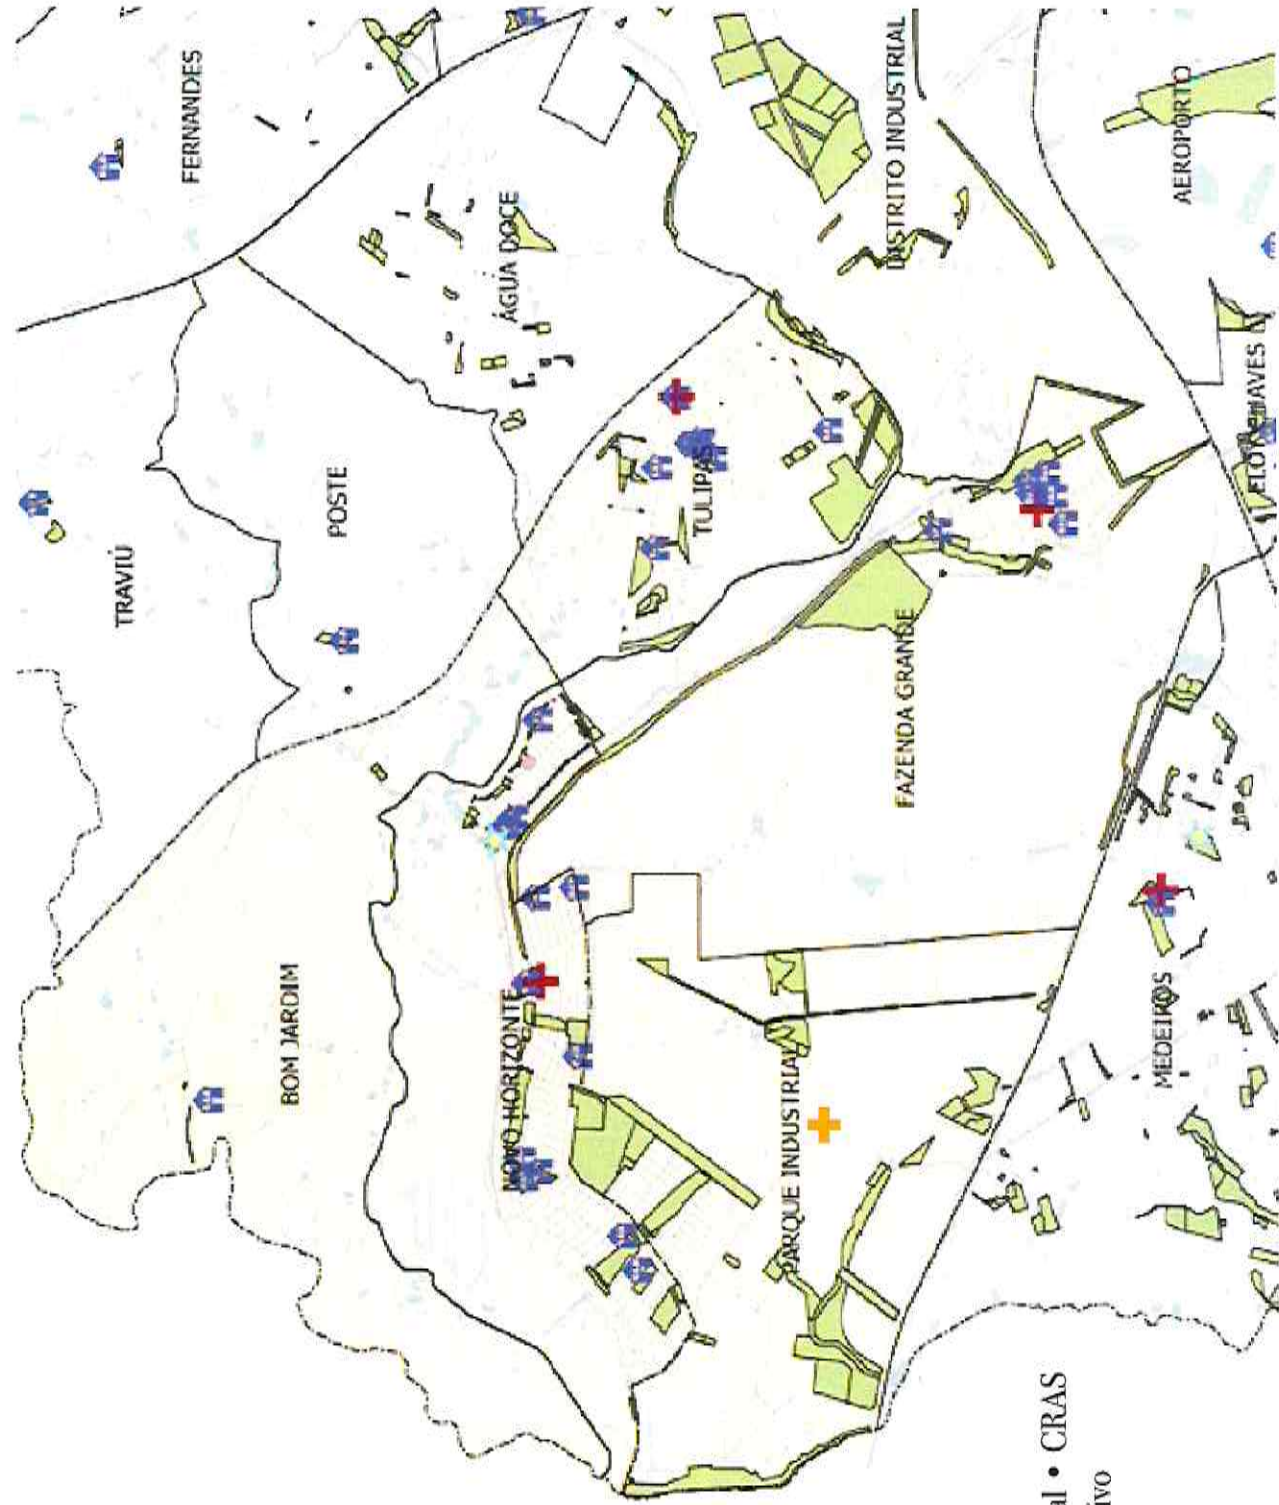 FERNANDES
ÁGUA DOCE
DISTRITO INDUSTRIAL
AEROPORTO
TRAVIÚ
POSTE
TULIPAS
FAZENDA GRANDE
BOM JARDIM
NOVO HORIZONTE
PARQUE INDUSTRIAL
MEDEIROS
al • CRAS